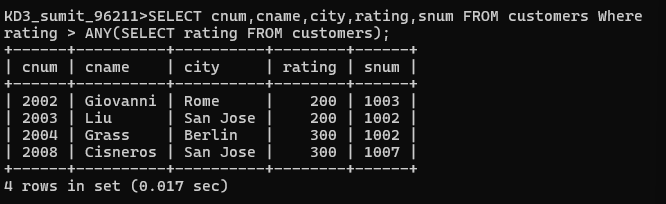 KD3_sumit_96211>SELECT cnum,cname,city,rating,snum FROM customers Where
rating > ANY(SELECT rating FROM customers);
+------+----------+----------+--------+------+
| cnum | cname    | city     | rating | snum |
+------+----------+----------+--------+------+
| 2002 | Giovanni | Rome     |    200 | 1003 |
| 2003 | Liu      | San Jose |    200 | 1002 |
| 2004 | Grass    | Berlin   |    300 | 1002 |
| 2008 | Cisneros | San Jose |    300 | 1007 |
+------+----------+----------+--------+------+
4 rows in set (0.017 sec)